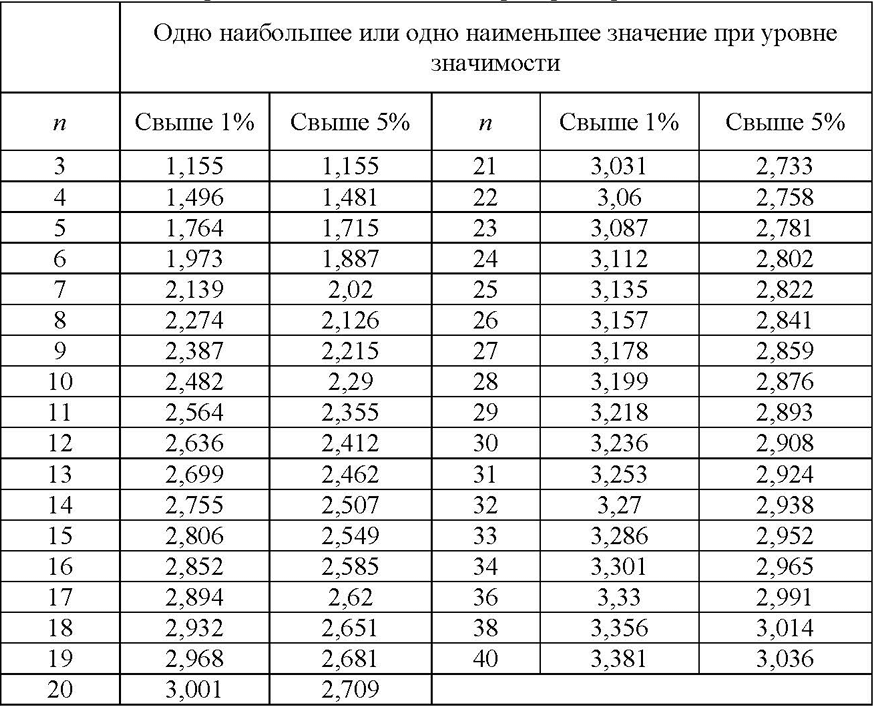 Одно наибольшее или одно наименьшее значение при уровне
значимости
n Свыше 1% Свыше 5% n Свыше 1% Свыше 5%
3 1,155 1,155 21 3,031 2,733
4 1,496 1,481 22 3,06 2,758
5 1,764 1,715 23 3,087 2,781
6 1,973 1,887 24 3,112 2,802
7 2,139 2,02 25 3,135 2,822
8 2,274 2,126 26 3,157 2,841
9 2,387 2,215 27 3,178 2,859
10 2,482 2,29 28 3,199 2,876
11 2,564 2,355 29 3,218 2,893
12 2,636 2,412 30 3,236 2,908
13 2,699 2,462 31 3,253 2,924
14 2,755 2,507 32 3,27 2,938
15 2,806 2,549 33 3,286 2,952
16 2,852 2,585 34 3,301 2,965
17 2,894 2,62 36 3,33 2,991
18 2,932 2,651 38 3,356 3,014
19 2,968 2,681 40 3,381 3,036
20 3,001 2,709